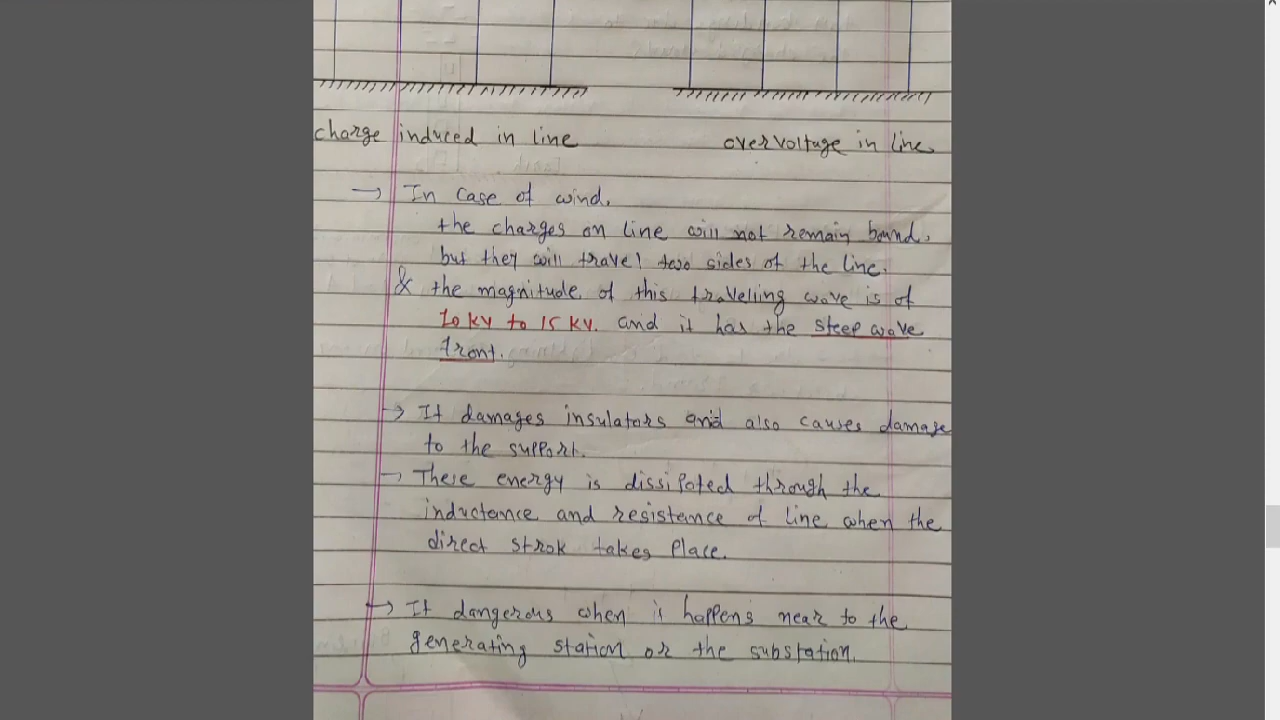 charge induced in line
overvoltage in line.
→ In case of wind.
the charges on line will not remain bound.
but they will travel two sides of the line.
& the magnitude of this travelling wave is of
10 KV to 15 KV. and it has the steep wave
front.
→ It damages insulators and also causes damage
to the support.
→ These energy is dissipated through the
inductance and resistance of line when the
direct strok takes place.
→ It dangerous when it happens near to the
generating station or the substation.